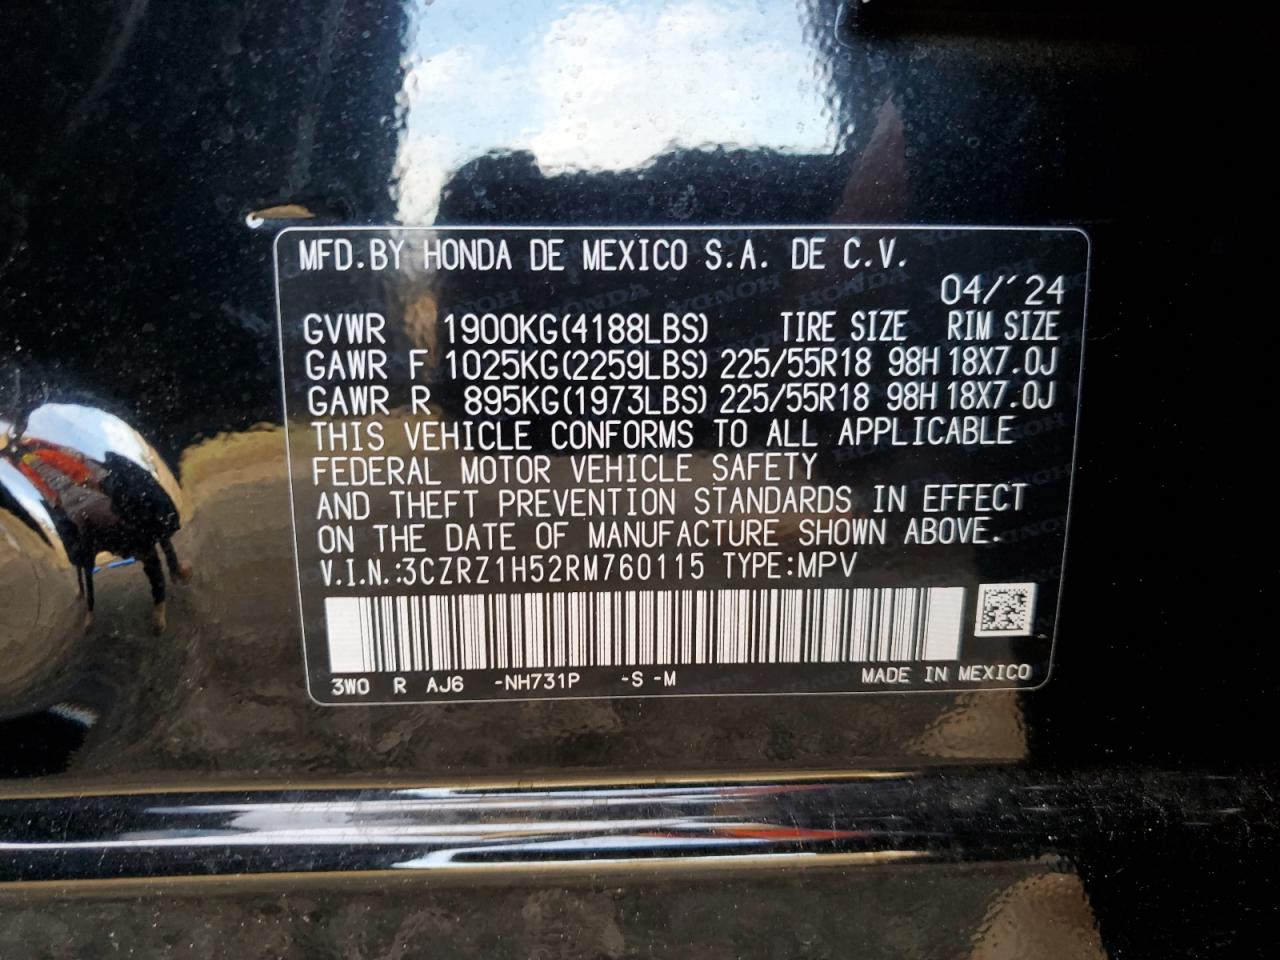 MFD.BY HONDA DE MEXICO S.A. DE C.V.
04/'24
GVWR 1900KG(4188LBS) TIRE SIZE RIM SIZE
GAWR F 1025KG(2259LBS) 225/55R18 98H 18X7.0J
GAWR R 895KG(1973LBS) 225/55R18 98H 18X7.0J
THIS VEHICLE CONFORMS TO ALL APPLICABLE
FEDERAL MOTOR VEHICLE SAFETY
AND THEFT PREVENTION STANDARDS IN EFFECT
ON THE DATE OF MANUFACTURE SHOWN ABOVE.
V.I.N.:3CZRZ1H52RM760115 TYPE:MPV
3W0 R AJ6 -NH731P -S -M MADE IN MEXICO